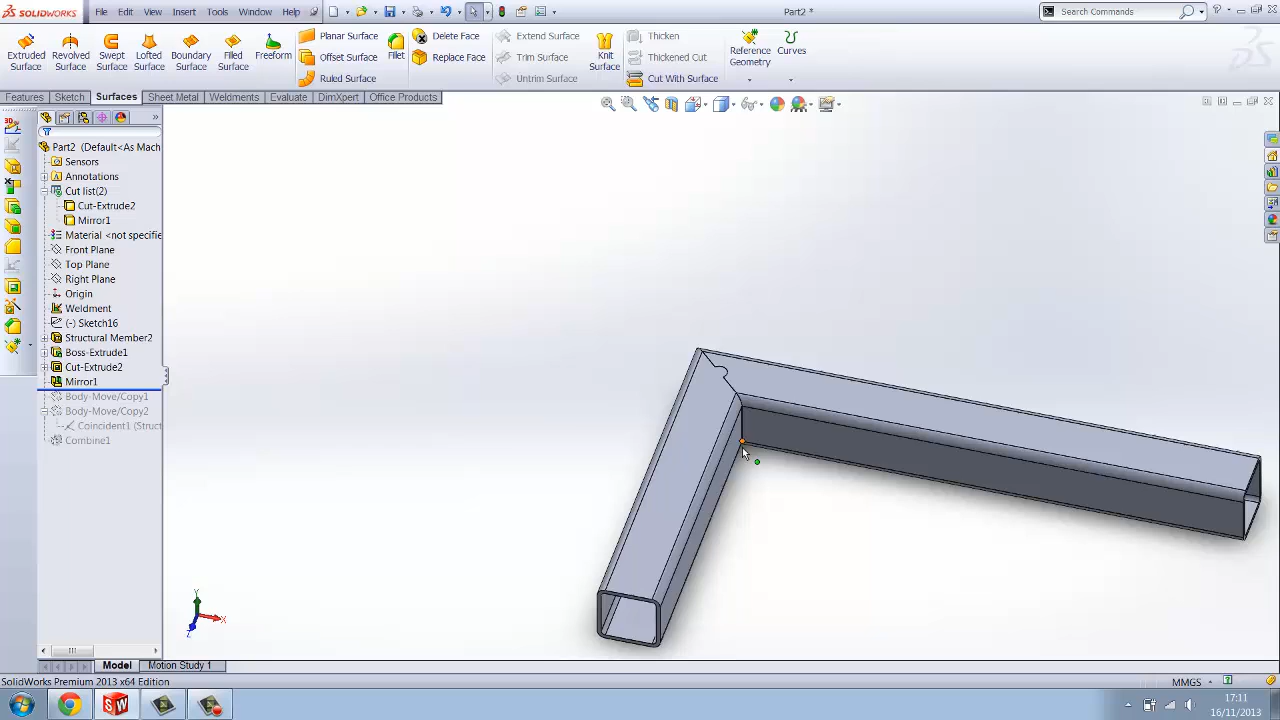 SOLIDWORKS File Edit View Insert Tools Window Help Part2 * Search Commands
Extruded Surface Revolved Surface Swept Surface Lofted Surface Boundary Surface Filled Surface Freeform
Planar Surface
Offset Surface
Ruled Surface
Fillet
Delete Face
Replace Face
Extend Surface
Trim Surface
Untrim Surface
Knit Surface
Thicken
Thickened Cut
Cut With Surface
Reference Geometry
Curves
Features Sketch Surfaces Sheet Metal Weldments Evaluate DimXpert Office Products
Part2 (Default<As Mach
Sensors
Annotations
Cut list(2)
Cut-Extrude2
Mirror1
Material <not specifie
Front Plane
Top Plane
Right Plane
Origin
Weldment
(-) Sketch16
Structural Member2
Boss-Extrude1
Cut-Extrude2
Mirror1
Body-Move/Copy1
Body-Move/Copy2
Coincident1 (Struct
Combine1
Y
X
Z
Model Motion Study 1
SolidWorks Premium 2013 x64 Edition MMGS
17:11
16/11/2013